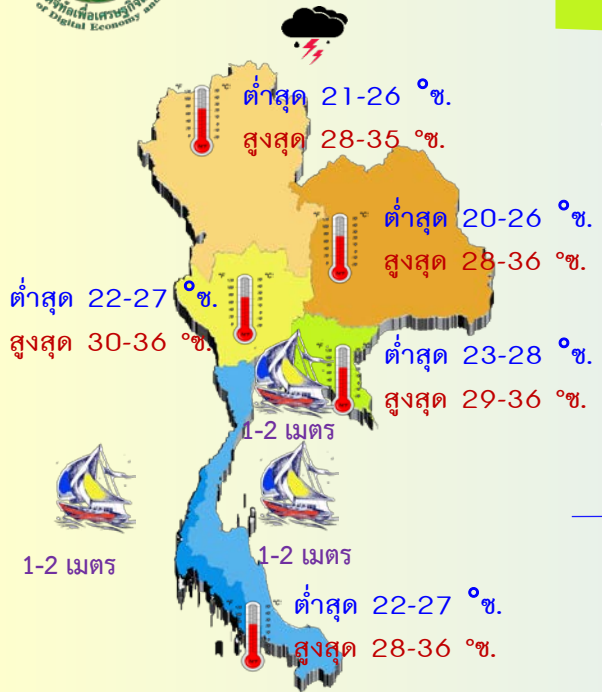 of Digital Economy and
ต่ำสุด 21-26 °ซ.
สูงสุด 28-35 °ซ.
ต่ำสุด 20-26 °ซ.
สูงสุด 28-36 °ซ.
ต่ำสุด 22-27 °ซ.
สูงสุด 30-36 °ซ.
ต่ำสุด 23-28 °ซ.
สูงสุด 29-36 °ซ.
1-2 เมตร
1-2 เมตร
1-2 เมตร
ต่ำสุด 22-27 °ซ.
สูงสุด 28-36 °ซ.